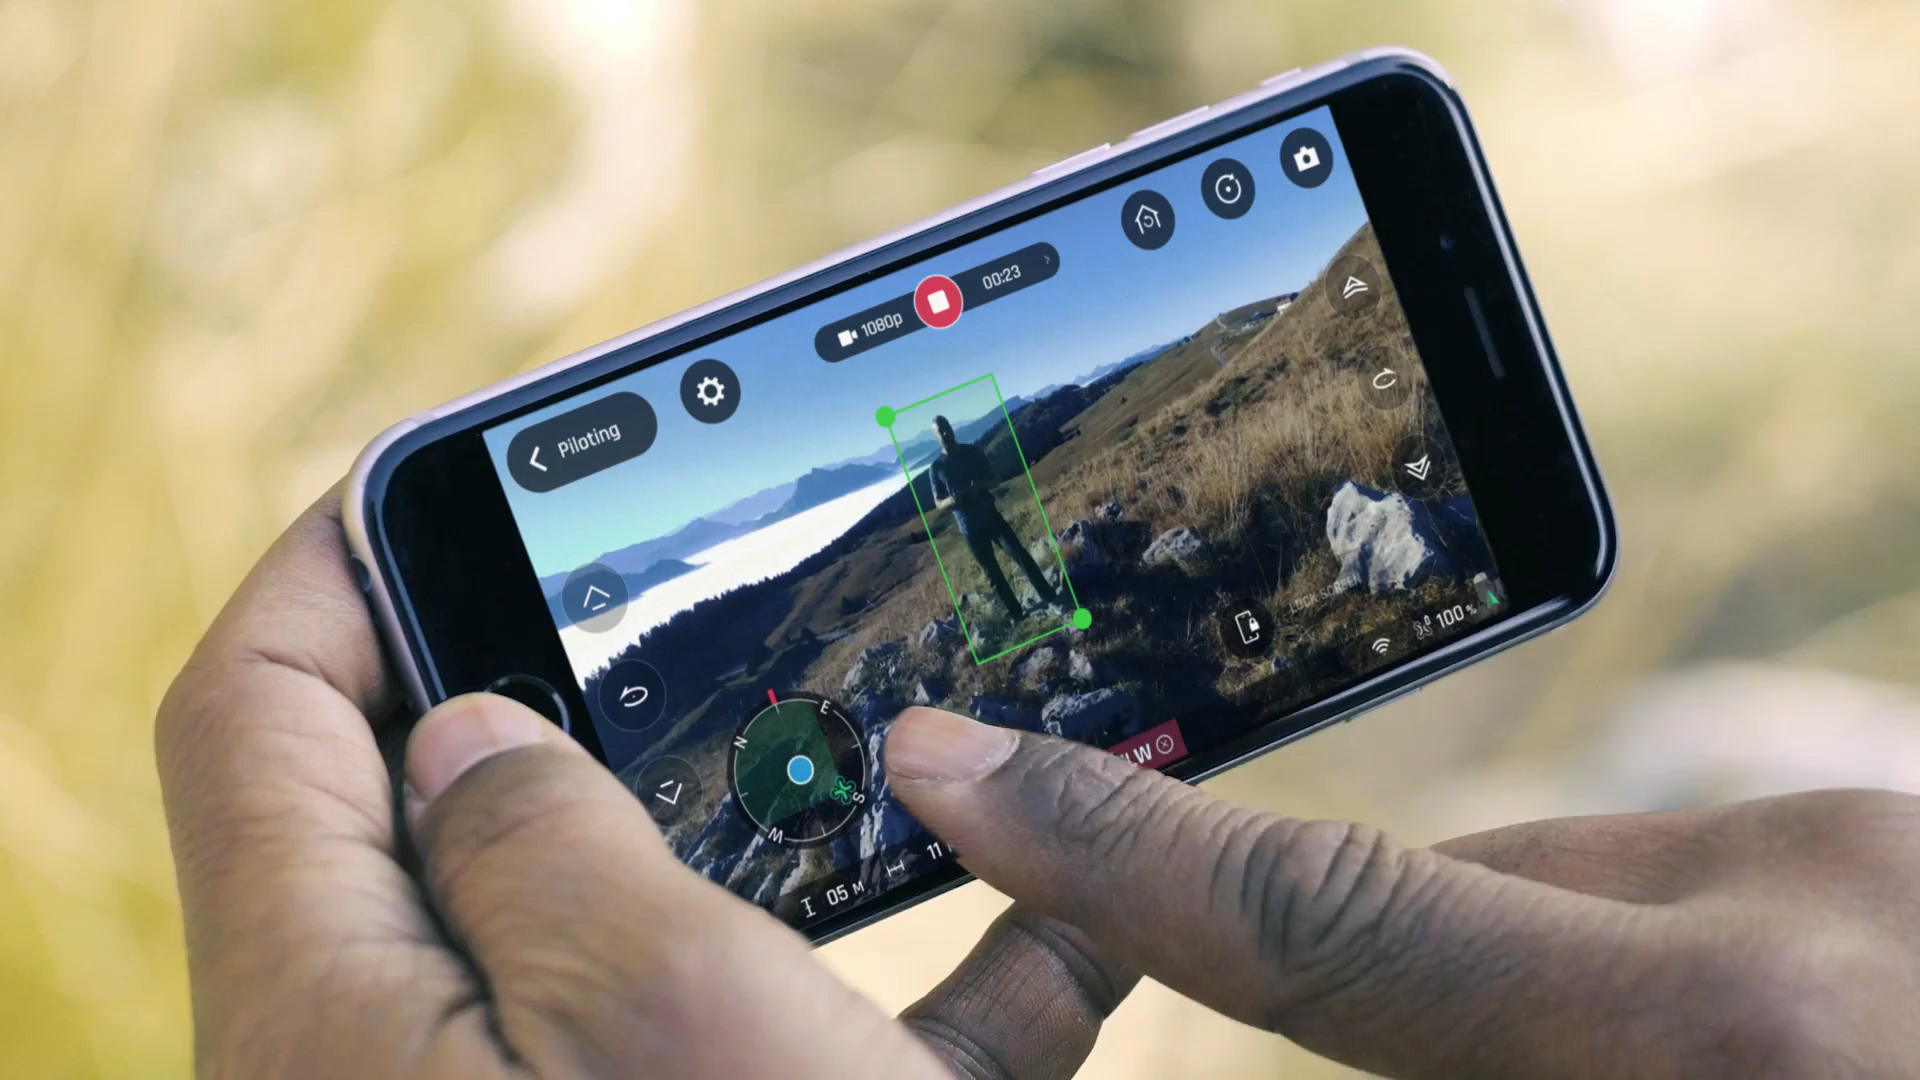 Piloting
1080p
00:23
LOCK SCREEN
100 %
N
E
S
W
05 M
11